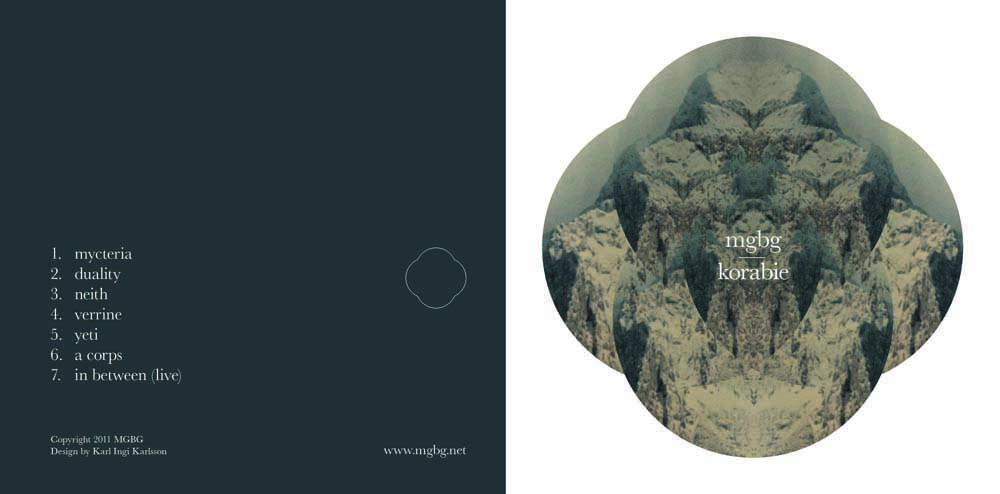 1. mycteria
2. duality
3. neith
4. verrine
5. yeti
6. a corps
7. in between (live)
Copyright 2011 MGBG
Design by Karl Ingi Karlsson
www.mgbg.net
mgbg
korabie